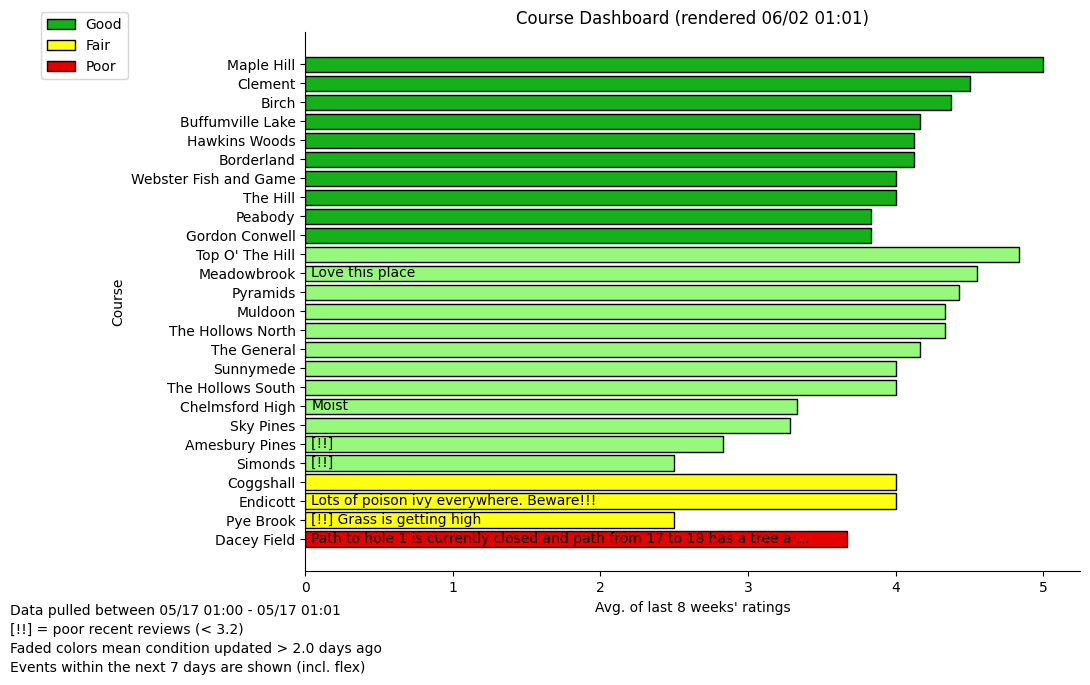 Good
Fair
Poor
Course Dashboard (rendered 06/02 01:01)
Course
Maple Hill
Clement
Birch
Buffumville Lake
Hawkins Woods
Borderland
Webster Fish and Game
The Hill
Peabody
Gordon Conwell
Top O' The Hill
Meadowbrook Love this place
Pyramids
Muldoon
The Hollows North
The General
Sunnymede
The Hollows South
Chelmsford High Moist
Sky Pines
Amesbury Pines [!!]
Simonds [!!]
Coggshall
Endicott Lots of poison ivy everywhere. Beware!!!
Pye Brook [!!] Grass is getting high
Dacey Field Path to hole 1 is currently closed and path from 17 to 18 has a tree a ...
0 1 2 3 4 5
Avg. of last 8 weeks' ratings
Data pulled between 05/17 01:00 - 05/17 01:01
[!!] = poor recent reviews (< 3.2)
Faded colors mean condition updated > 2.0 days ago
Events within the next 7 days are shown (incl. flex)